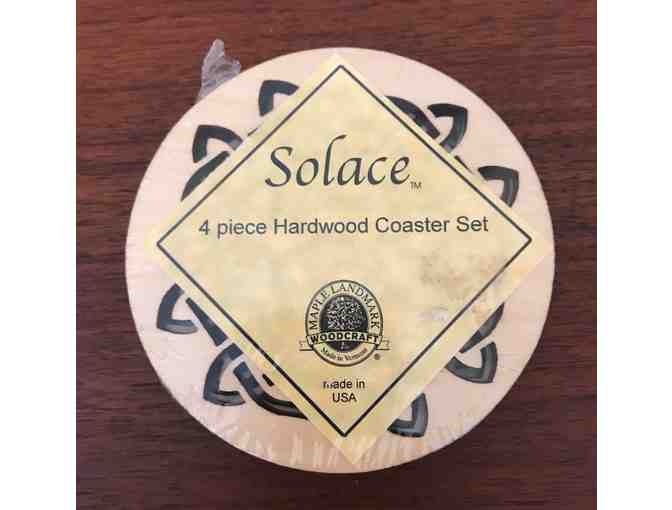 Solace™
4 piece Hardwood Coaster Set
MAPLE LANDMARK
WOODCRAFT
Made in Vermont
®
made in
USA